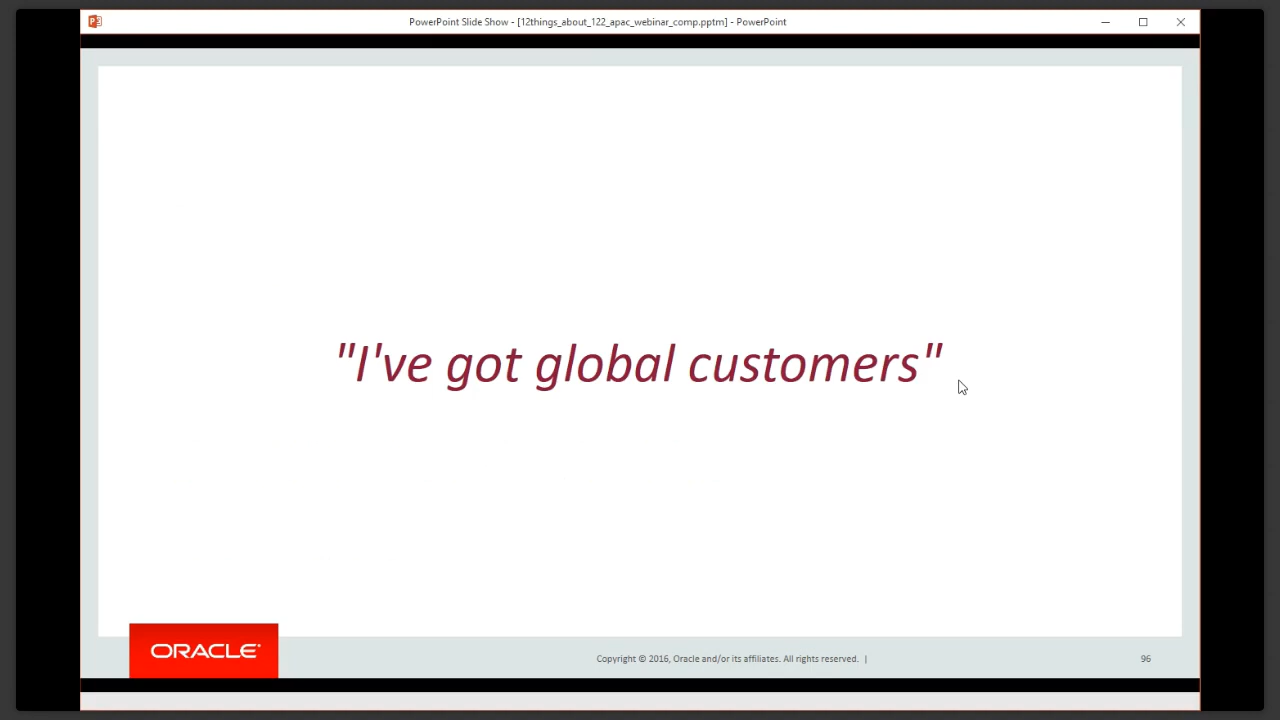 PowerPoint Slide Show - [12things_about_122_apac_webinar_comp.pptm] - PowerPoint
"I've got global customers"
ORACLE
Copyright © 2016, Oracle and/or its affiliates. All rights reserved. |
96